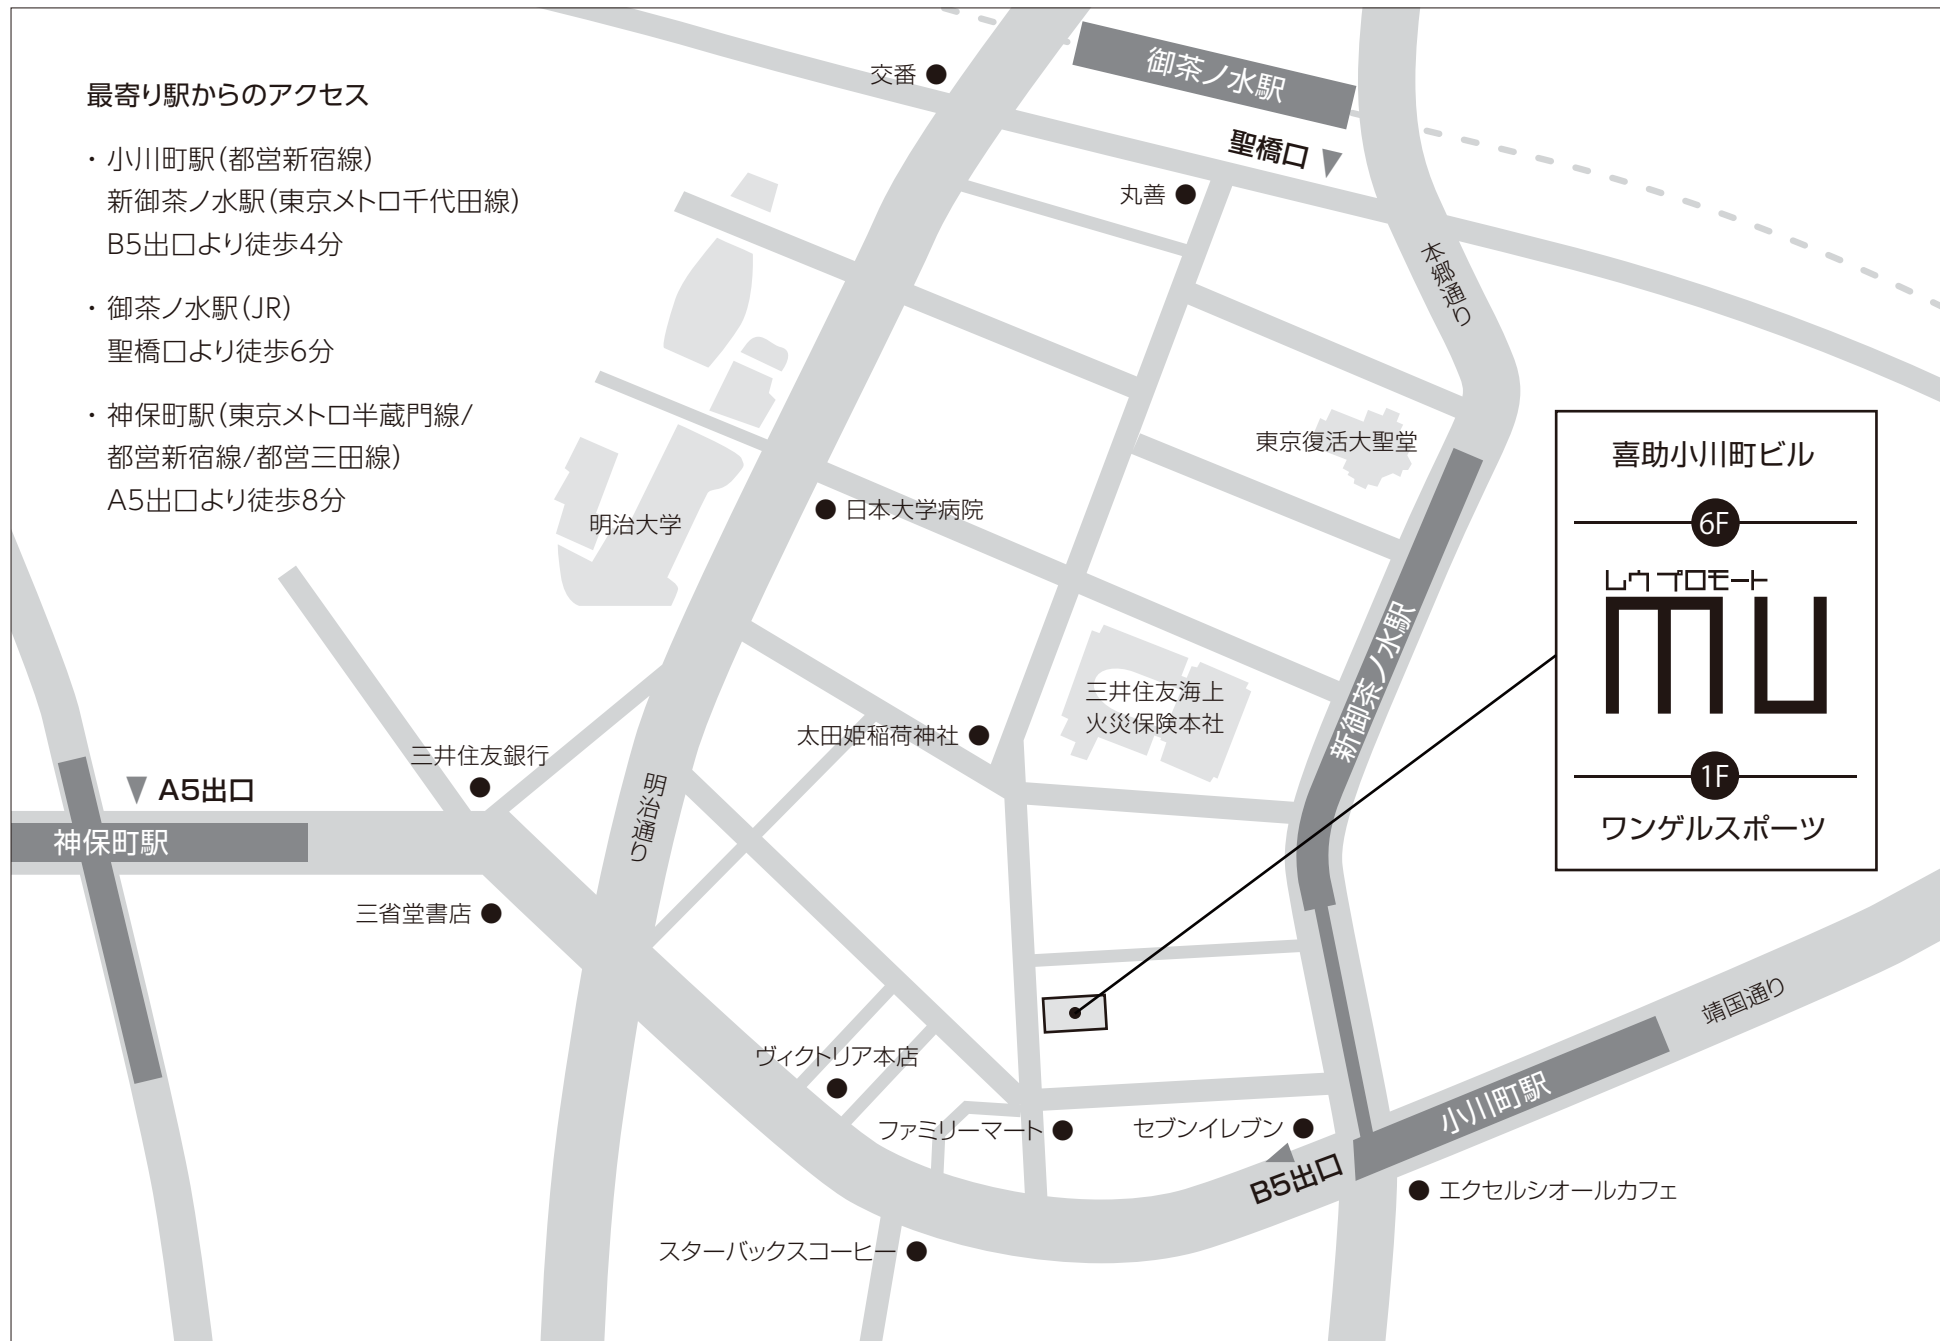 最寄り駅からのアクセス
・ 小川町駅(都営新宿線)
新御茶ノ水駅(東京メトロ千代田線)
B5出口より徒歩4分
・ 御茶ノ水駅(JR)
聖橋口より徒歩6分
・ 神保町駅(東京メトロ半蔵門線/
都営新宿線/都営三田線)
A5出口より徒歩8分
交番
御茶ノ水駅
聖橋口
丸善
本郷通り
東京復活大聖堂
日本大学病院
明治大学
新御茶ノ水駅
三井住友海上
火災保険本社
太田姫稲荷神社
三井住友銀行
A5出口
神保町駅
明治通り
三省堂書店
ヴィクトリア本店
ファミリーマート
セブンイレブン
B5出口
小川町駅
靖国通り
エクセルシオールカフェ
スターバックスコーヒー
喜助小川町ビル
6F
プロモート
mu
1F
ワンゲルスポーツ